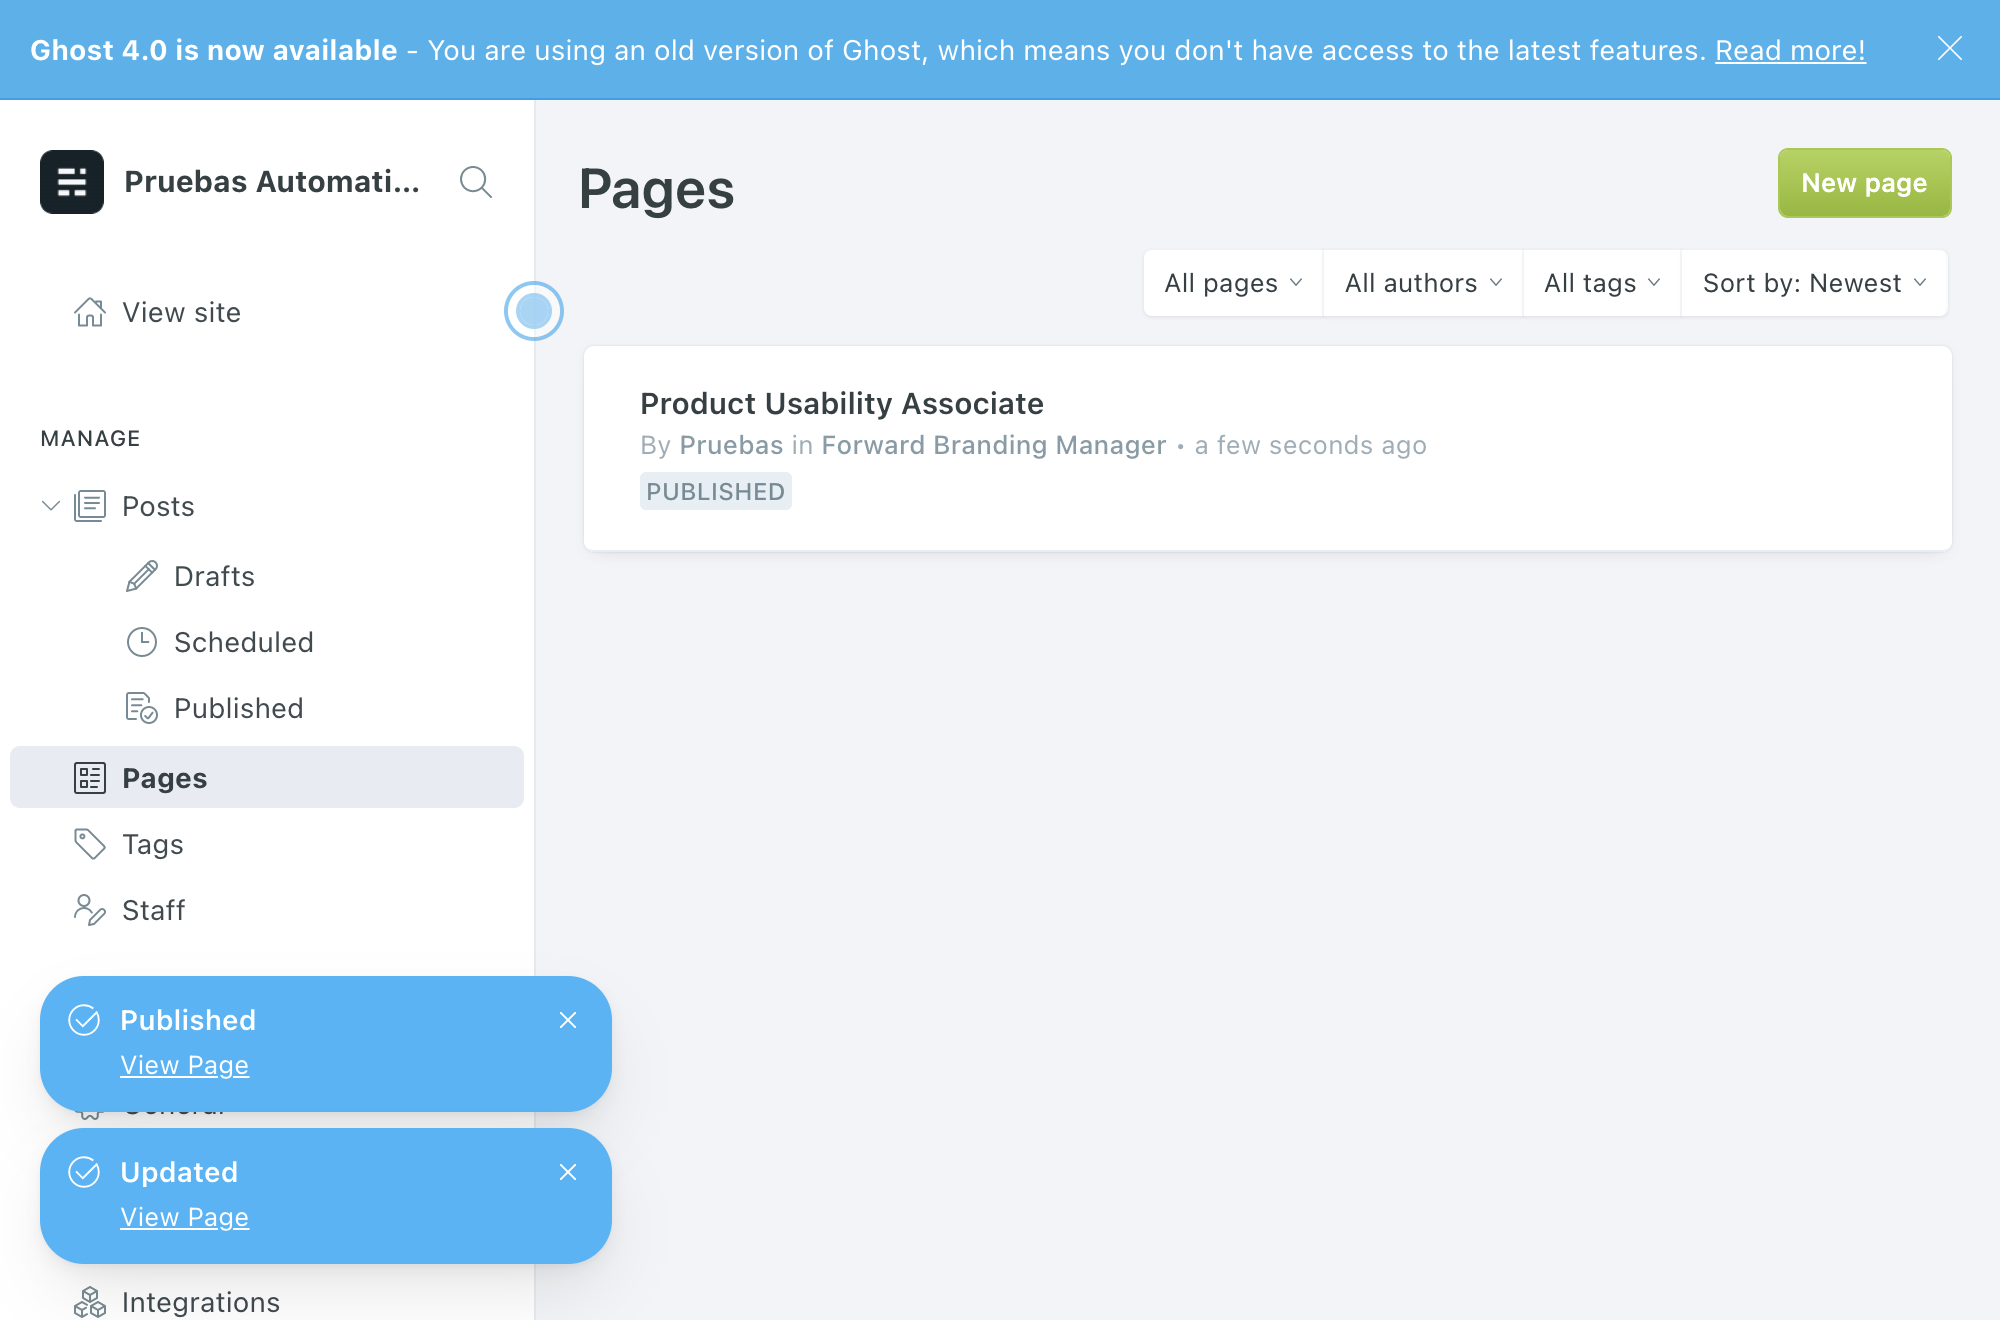 Ghost 4.0 is now available - You are using an old version of Ghost, which means you don't have access to the latest features. Read more!
Pruebas Automati...
View site
MANAGE
Posts
Drafts
Scheduled
Published
Pages
Tags
Staff
Published
View Page
General
Updated
View Page
Integrations
Pages
New page
All pages
All authors
All tags
Sort by: Newest
Product Usability Associate
By Pruebas in Forward Branding Manager • a few seconds ago
PUBLISHED